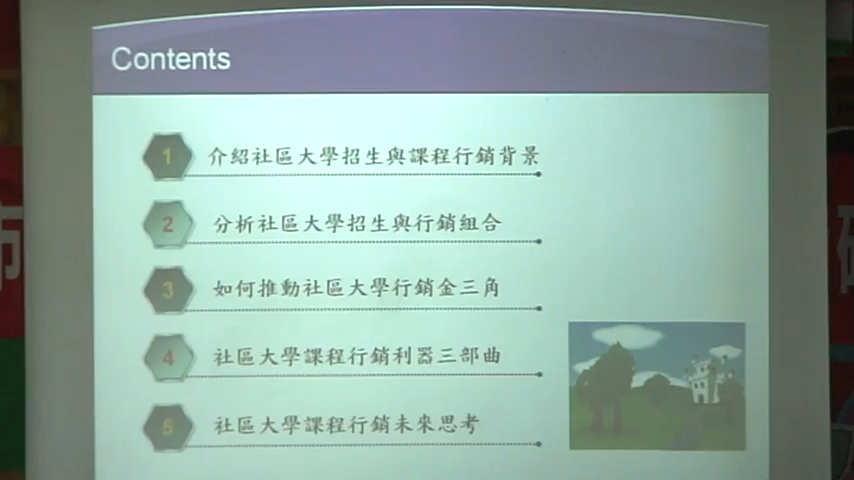 Contents
1 介紹社區大學招生與課程行銷背景
2 分析社區大學招生與行銷組合
3 如何推動社區大學行銷金三角
4 社區大學課程行銷利器三部曲
5 社區大學課程行銷未來思考